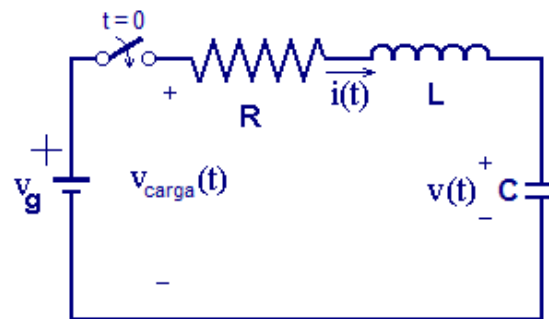 t=0
+
R
i(t)
L
+
v_g
v_carga(t)
v(t)
+
C
−
−